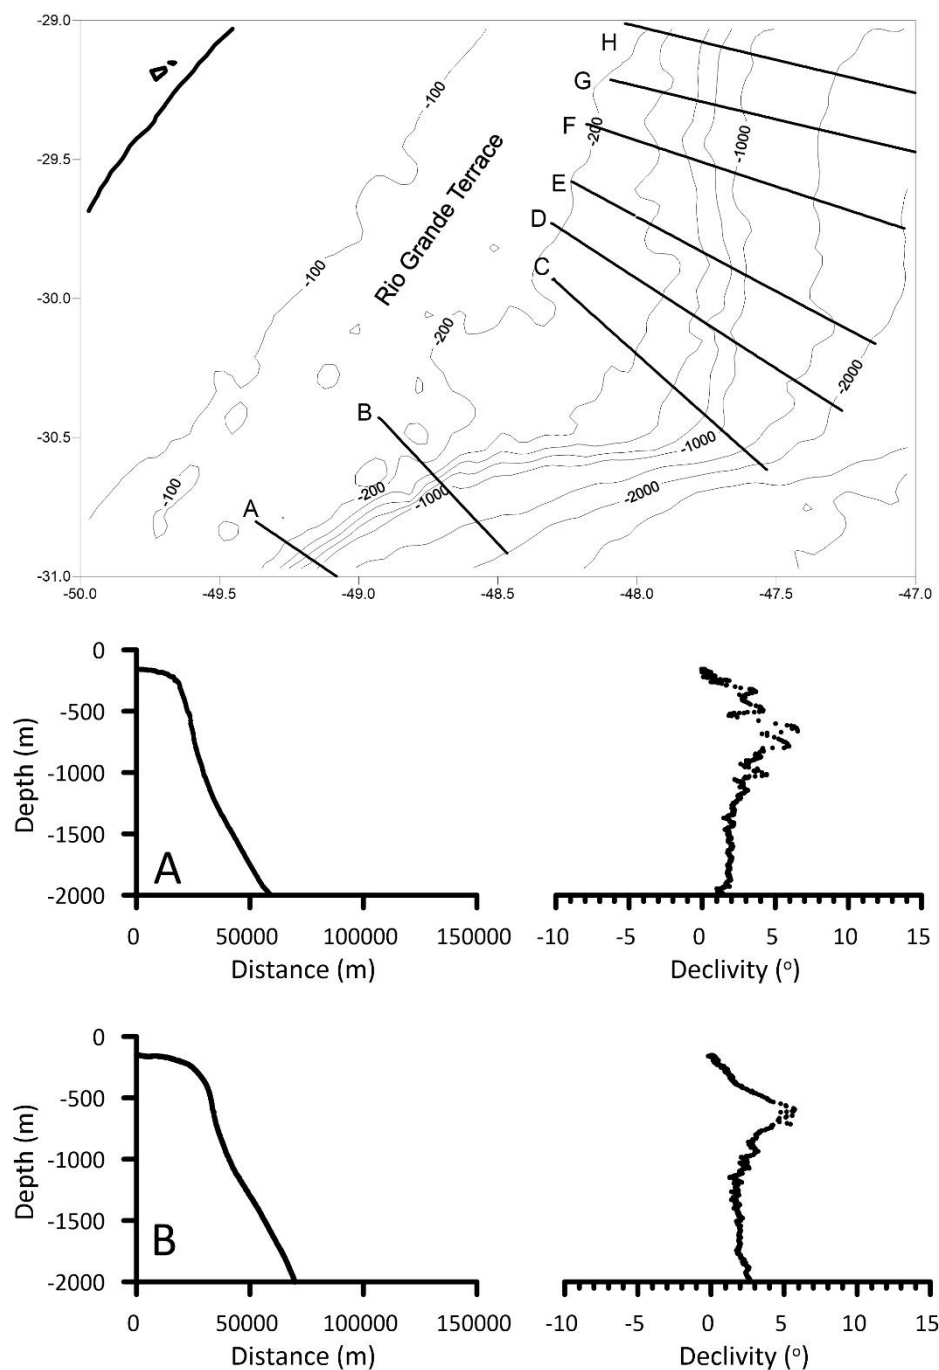 -29.0
H
G
-100
F
-200
-1000
-29.5
E
Rio Grande Terrace
D
-100
C
-30.0
-200
-2000
B
-30.5
-1000
-100
-200
-1000
-2000
A
-31.0
-50.0 -49.5 -49.0 -48.5 -48.0 -47.5 -47.0
0
-500
-1000
-1500
-2000
Depth (m)
A
0 50000 100000 150000
Distance (m)
-10 -5 0 5 10 15
Declivity (º)
0
-500
-1000
-1500
-2000
Depth (m)
B
0 50000 100000 150000
Distance (m)
-10 -5 0 5 10 15
Declivity (º)